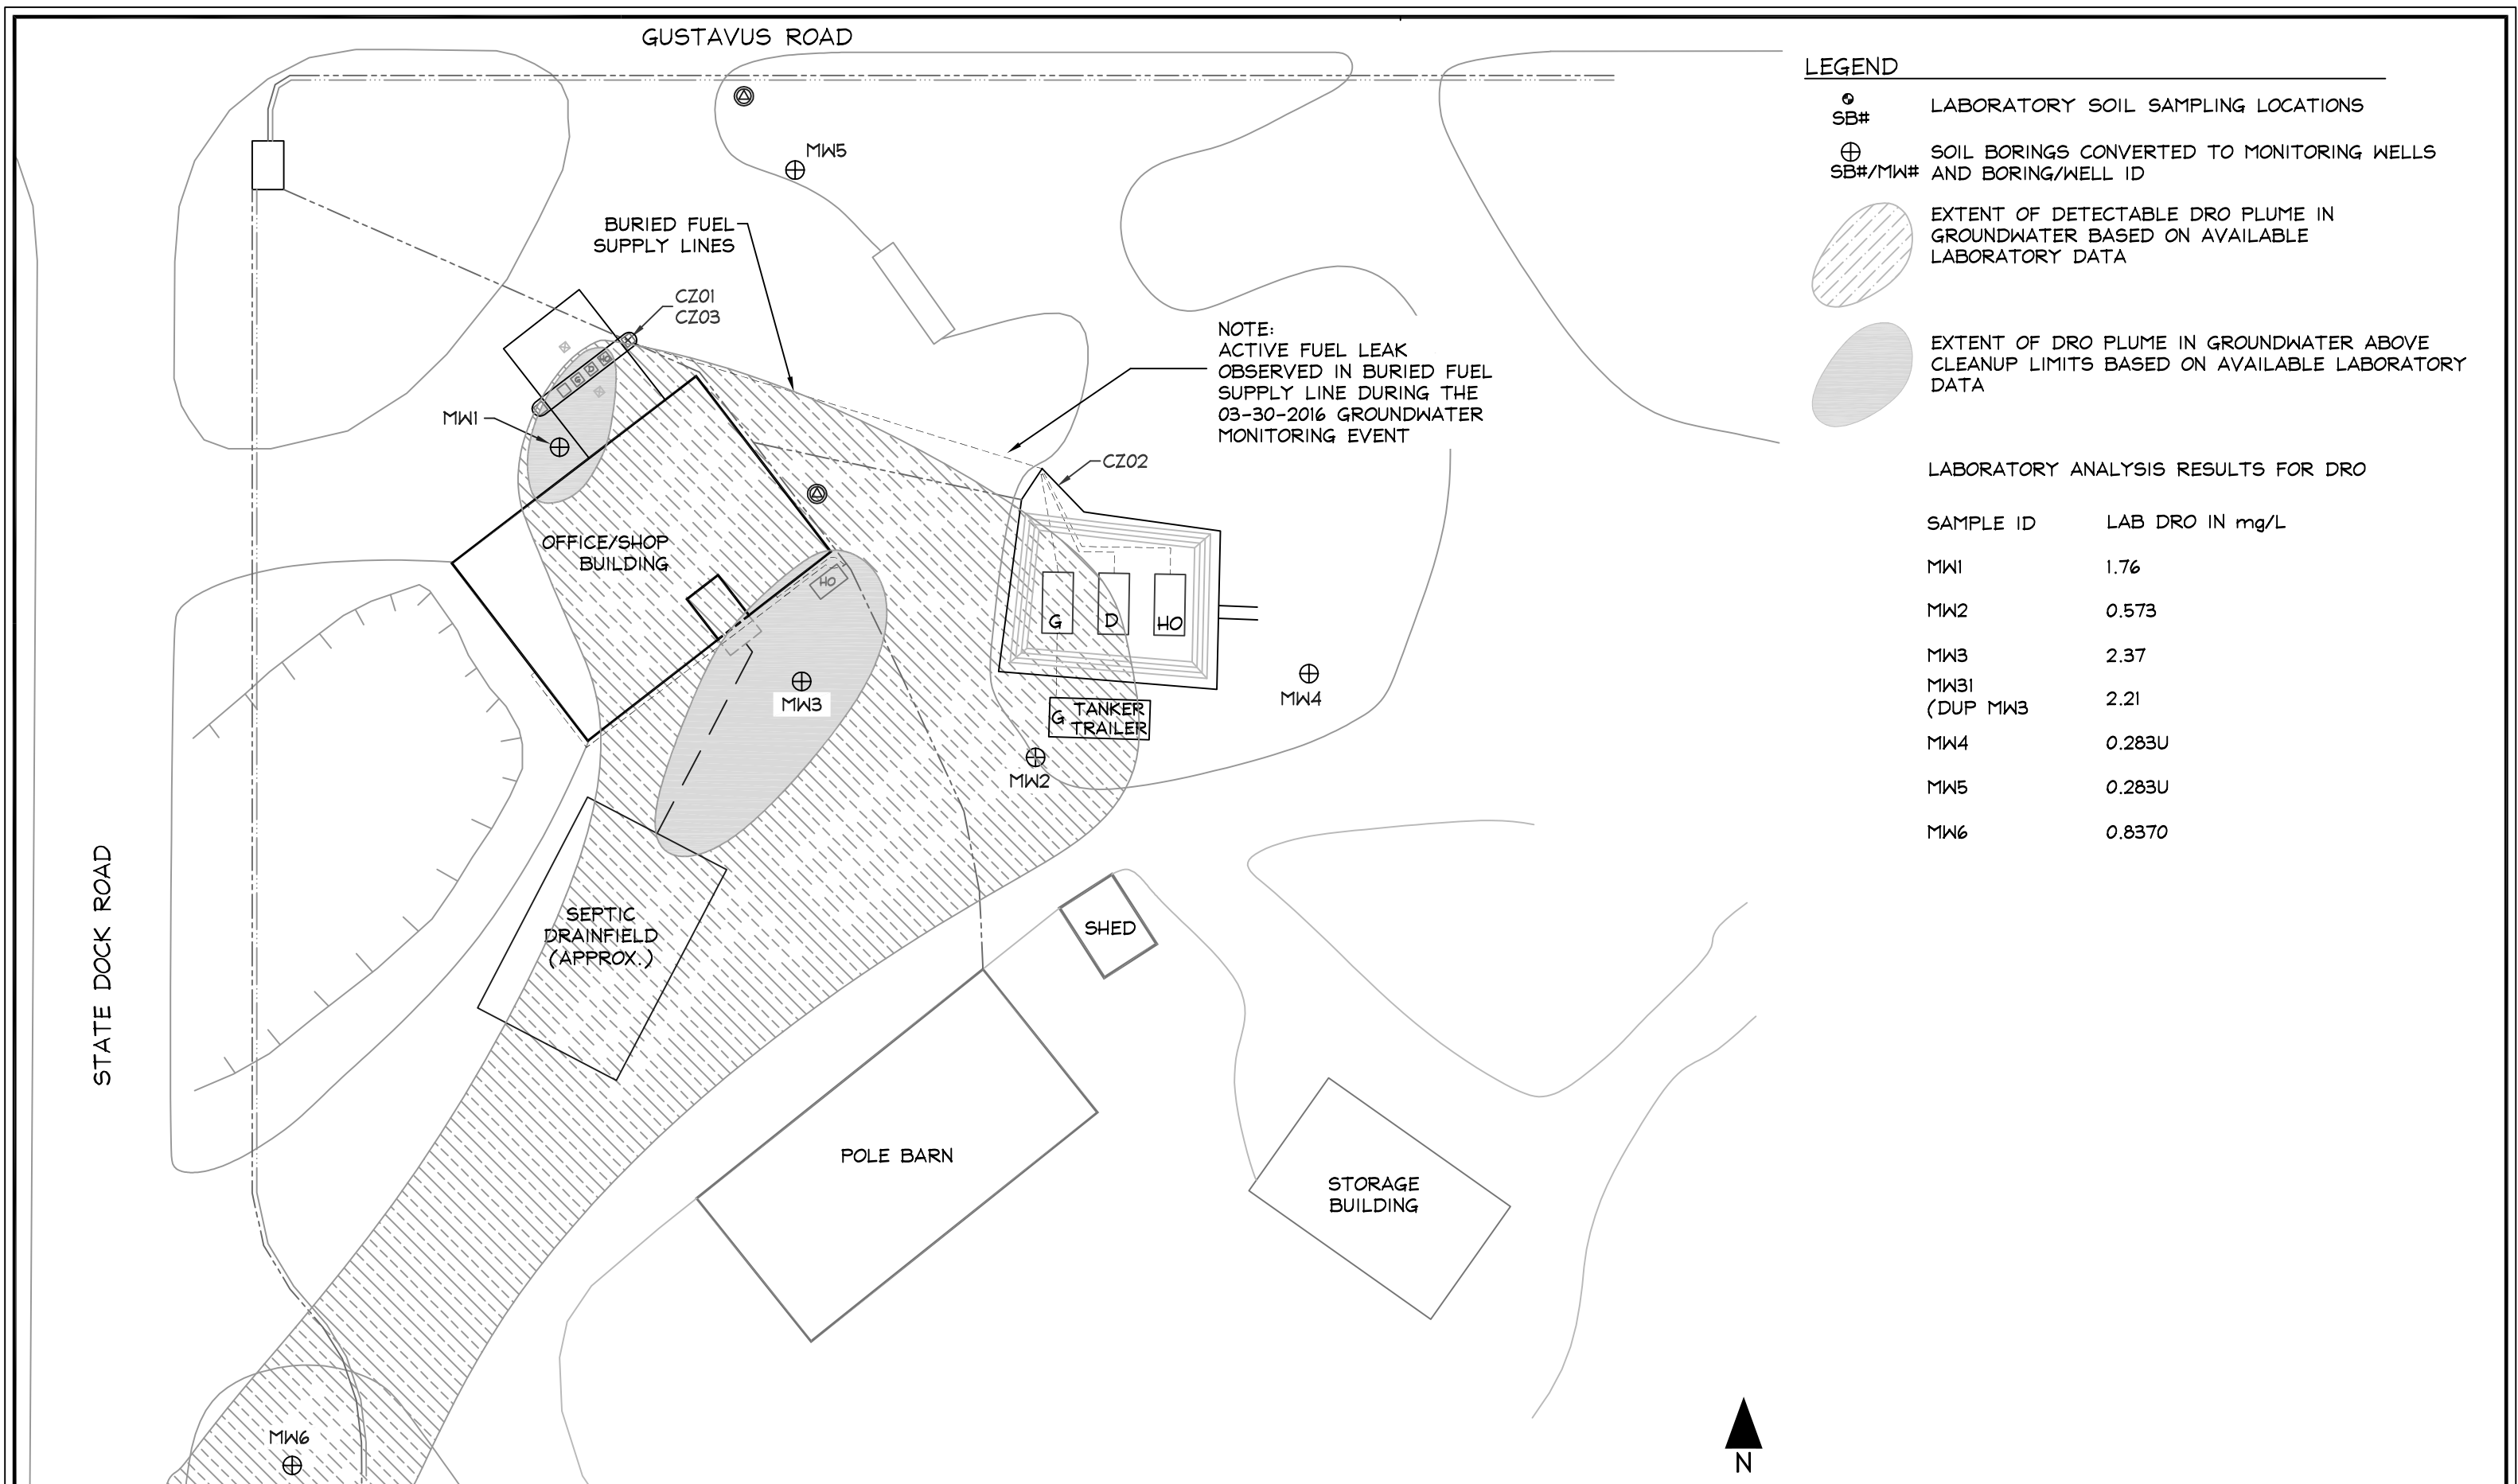 GUSTAVUS ROAD
MW5
BURIED FUEL
SUPPLY LINES
CZ01
CZ03
NOTE:
ACTIVE FUEL LEAK
OBSERVED IN BURIED FUEL
SUPPLY LINE DURING THE
03-30-2016 GROUNDWATER
MONITORING EVENT
MW1
CZ02
OFFICE/SHOP
BUILDING
HO
G
D
HO
MW3
MW4
G
TANKER
TRAILER
MW2
STATE DOCK ROAD
SEPTIC
DRAINFIELD
(APPROX.)
SHED
POLE BARN
STORAGE
BUILDING
MW6
N
LEGEND
SB#
LABORATORY SOIL SAMPLING LOCATIONS
SB#/MW#
SOIL BORINGS CONVERTED TO MONITORING WELLS
AND BORING/WELL ID
EXTENT OF DETECTABLE DRO PLUME IN
GROUNDWATER BASED ON AVAILABLE
LABORATORY DATA
EXTENT OF DRO PLUME IN GROUNDWATER ABOVE
CLEANUP LIMITS BASED ON AVAILABLE LABORATORY
DATA
LABORATORY ANALYSIS RESULTS FOR DRO
SAMPLE ID LAB DRO IN mg/L
MW1 1.76
MW2 0.573
MW3 2.37
MW31
(DUP MW3 2.21
MW4 0.283U
MW5 0.283U
MW6 0.8370